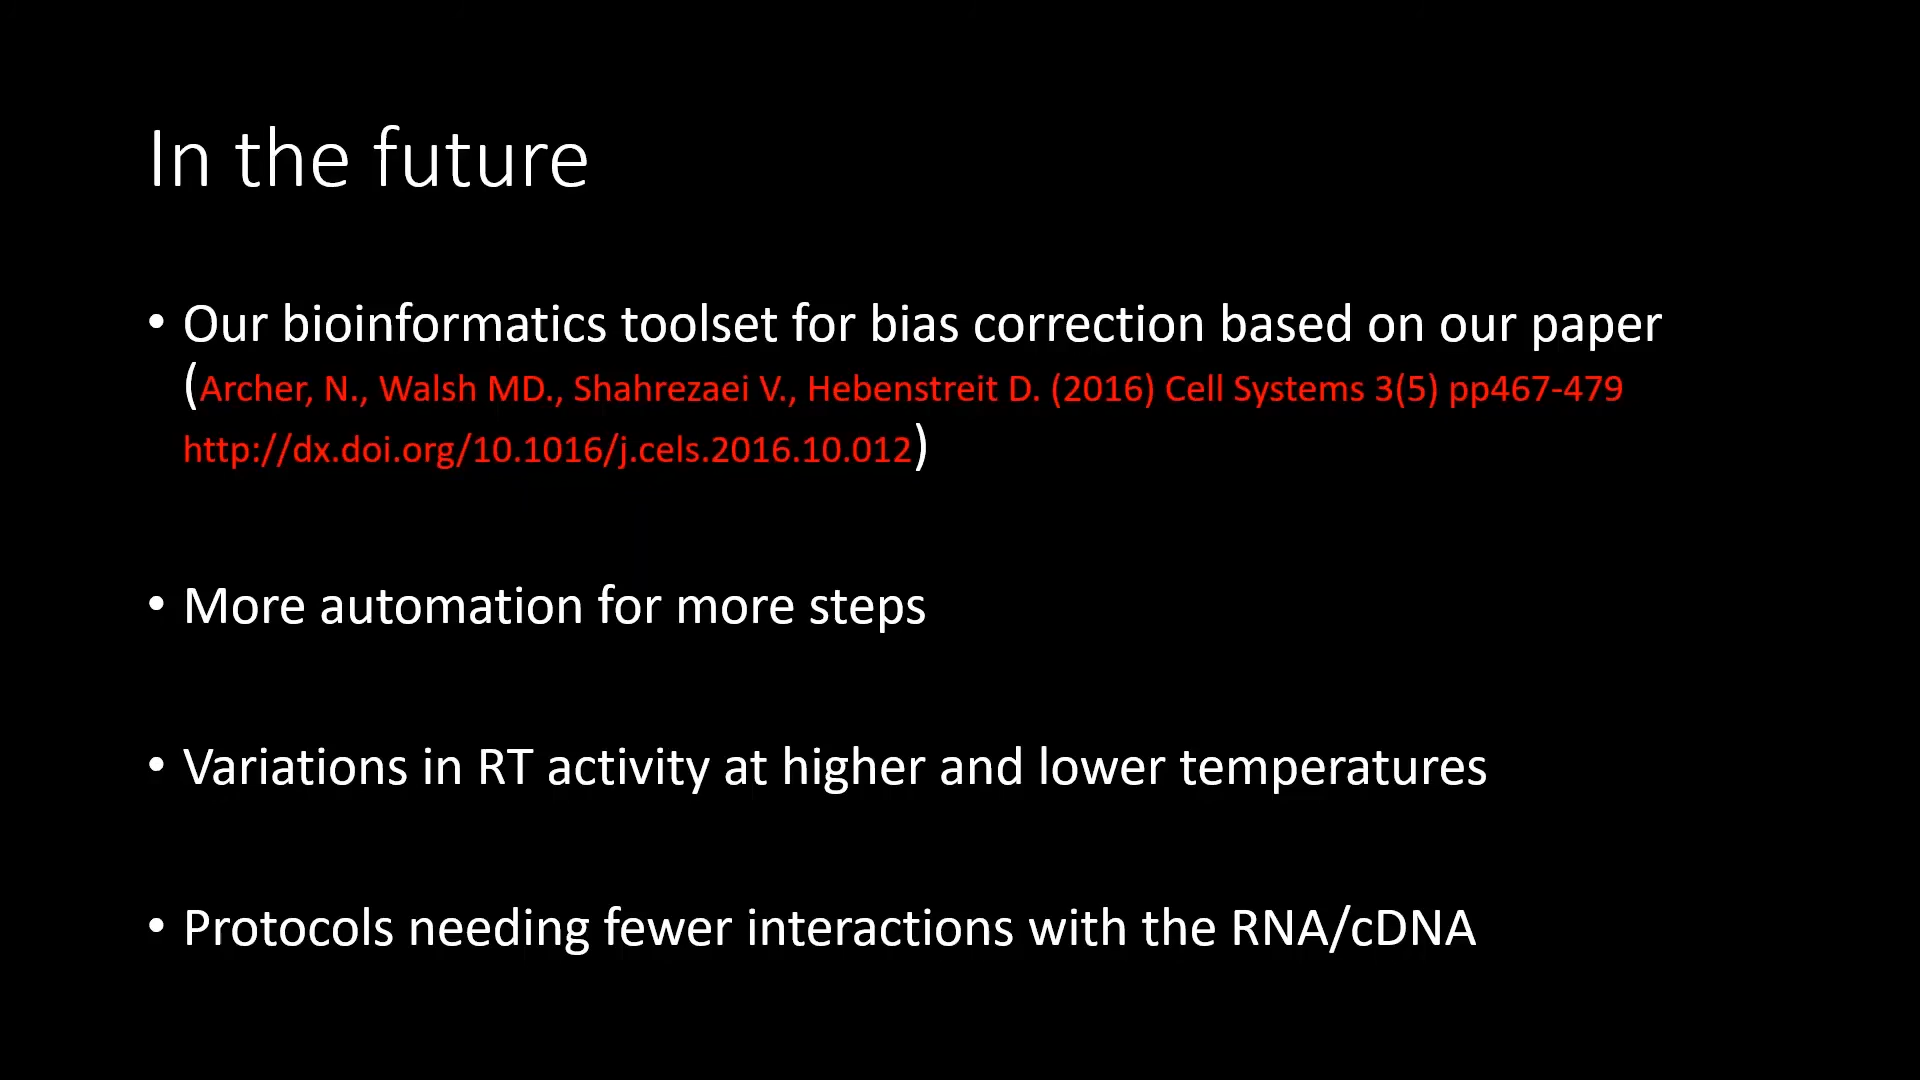 In the future
• Our bioinformatics toolset for bias correction based on our paper
(Archer, N., Walsh MD., Shahrezaei V., Hebenstreit D. (2016) Cell Systems 3(5) pp467-479
http://dx.doi.org/10.1016/j.cels.2016.10.012)
• More automation for more steps
• Variations in RT activity at higher and lower temperatures
• Protocols needing fewer interactions with the RNA/cDNA